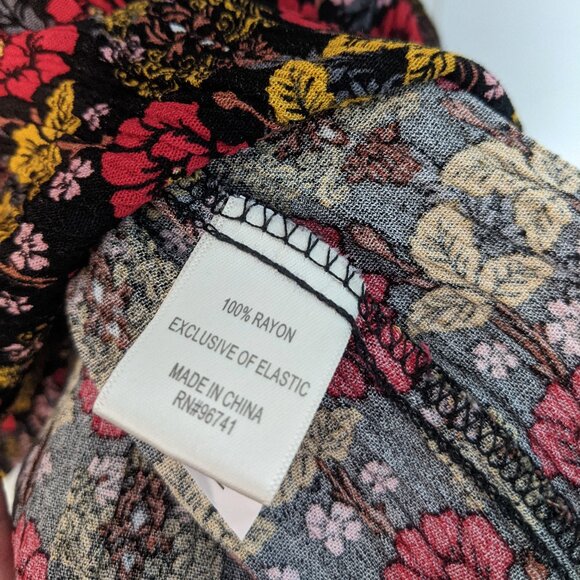 100% RAYON
EXCLUSIVE OF ELASTIC
MADE IN CHINA
RN#96741